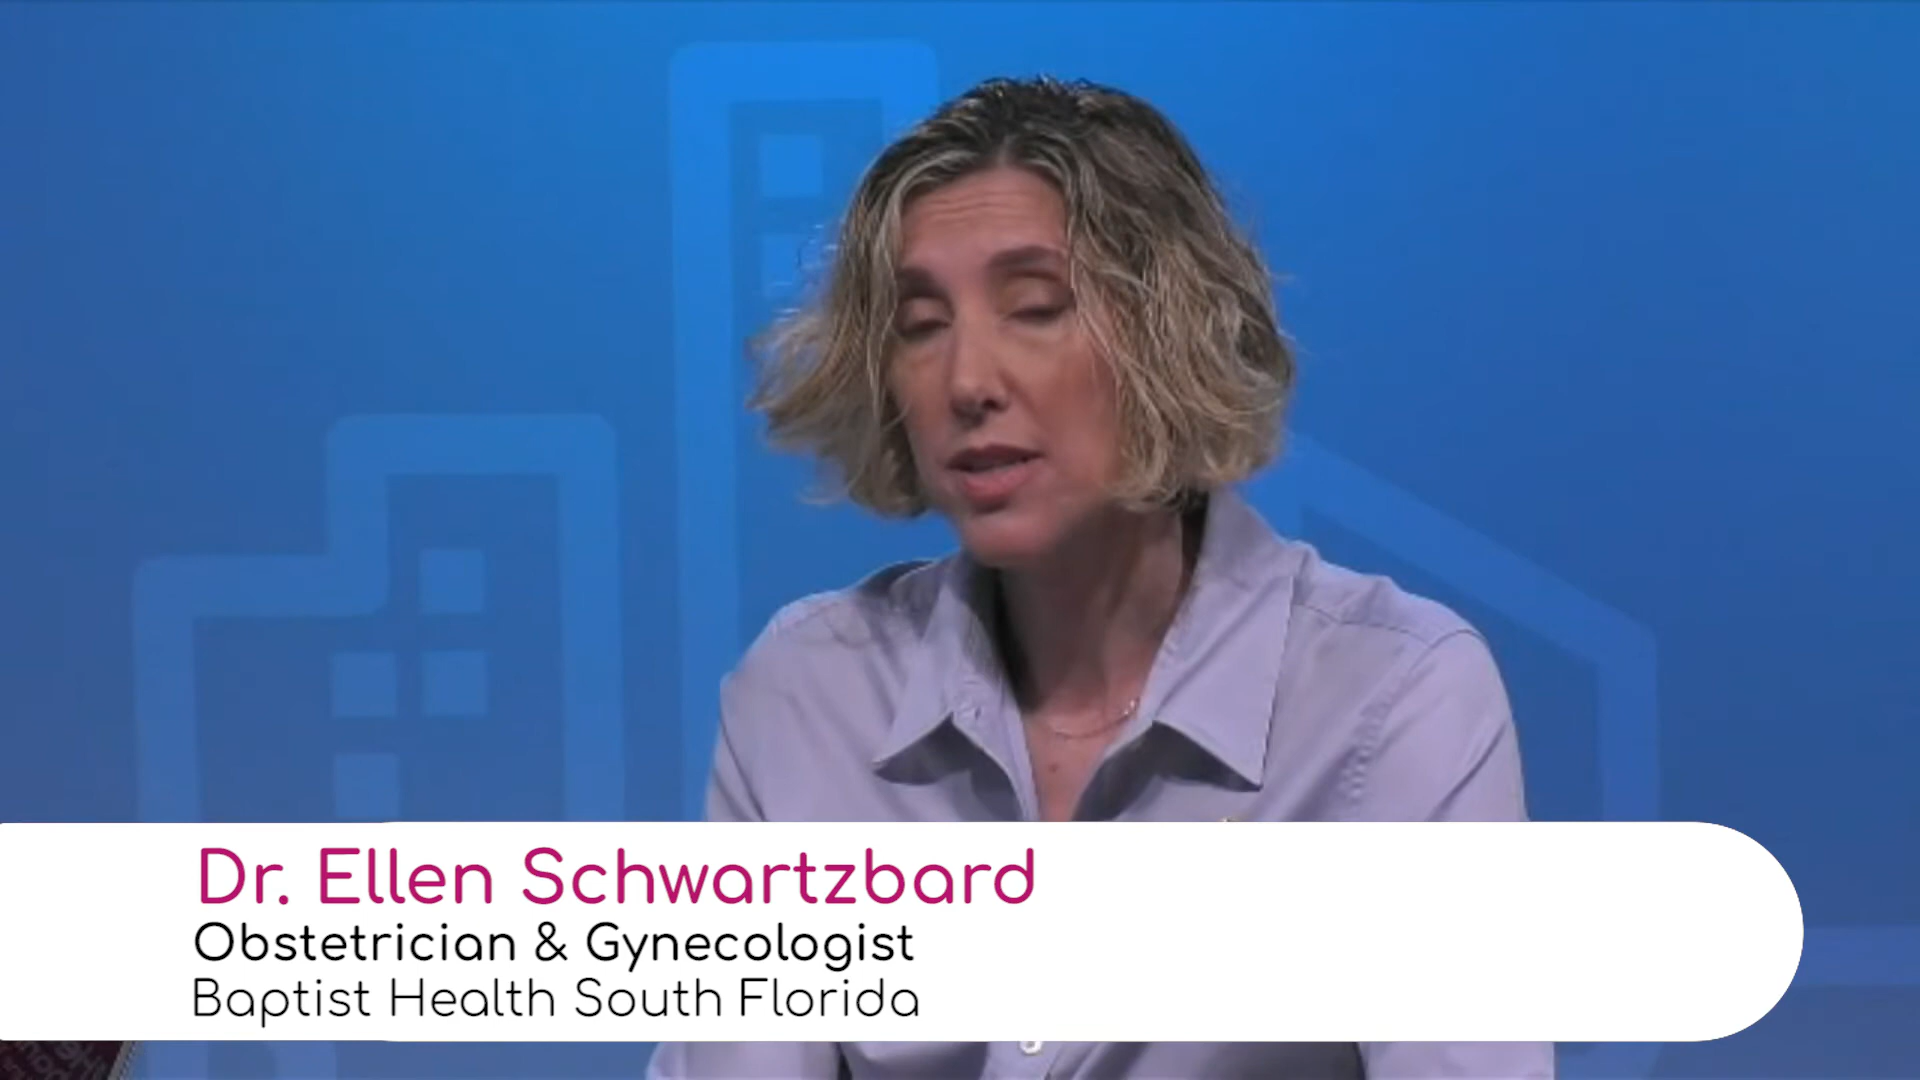 Dr. Ellen Schwartzbard
Obstetrician & Gynecologist
Baptist Health South Florida